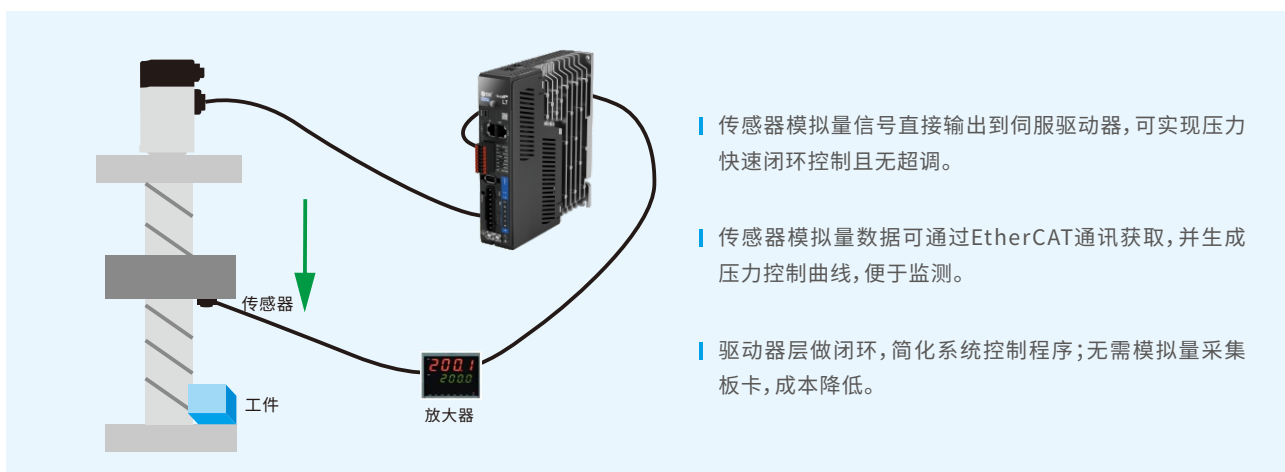 传感器模拟量信号直接输出到伺服驱动器,可实现压力
快速闭环控制且无超调。
传感器模拟量数据可通过EtherCAT通讯获取,并生成
压力控制曲线,便于监测。
驱动器层做闭环,简化系统控制程序;无需模拟量采集
板卡,成本降低。
传感器
工件
200.1
200.0
放大器
L7